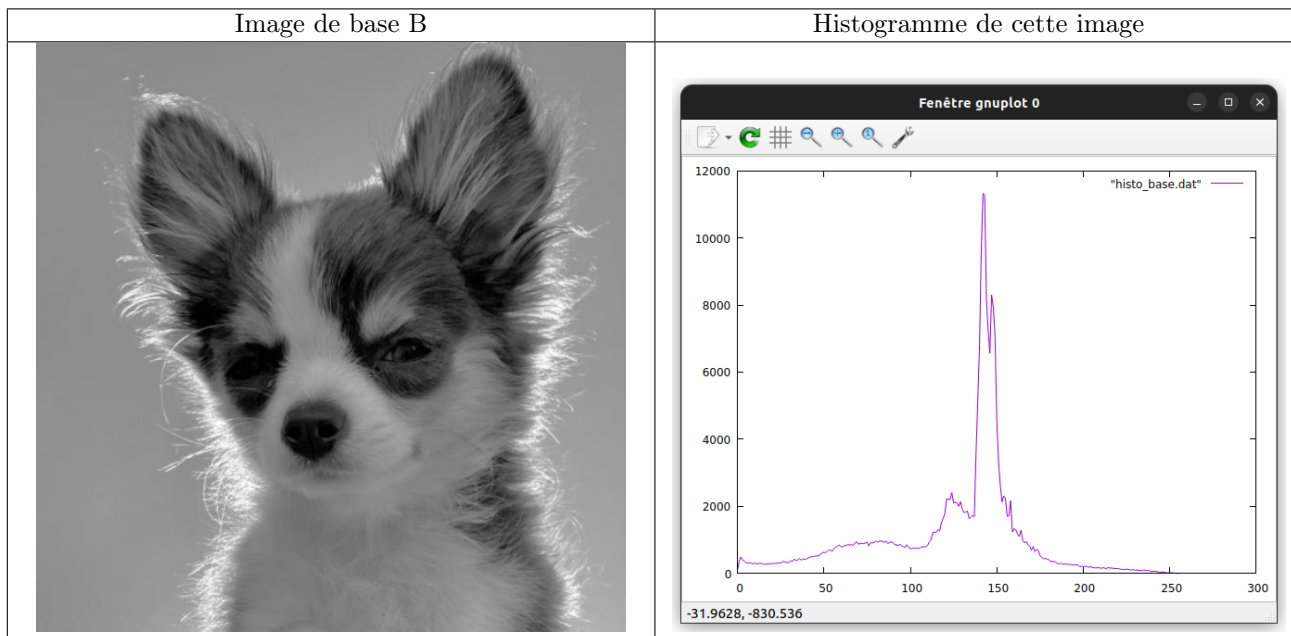 Image de base B
Histogramme de cette image
Fenêtre gnuplot 0
12000
"histo_base.dat"
10000
8000
6000
4000
2000
0
0 50 100 150 200 250 300
-31.9628, -830.536